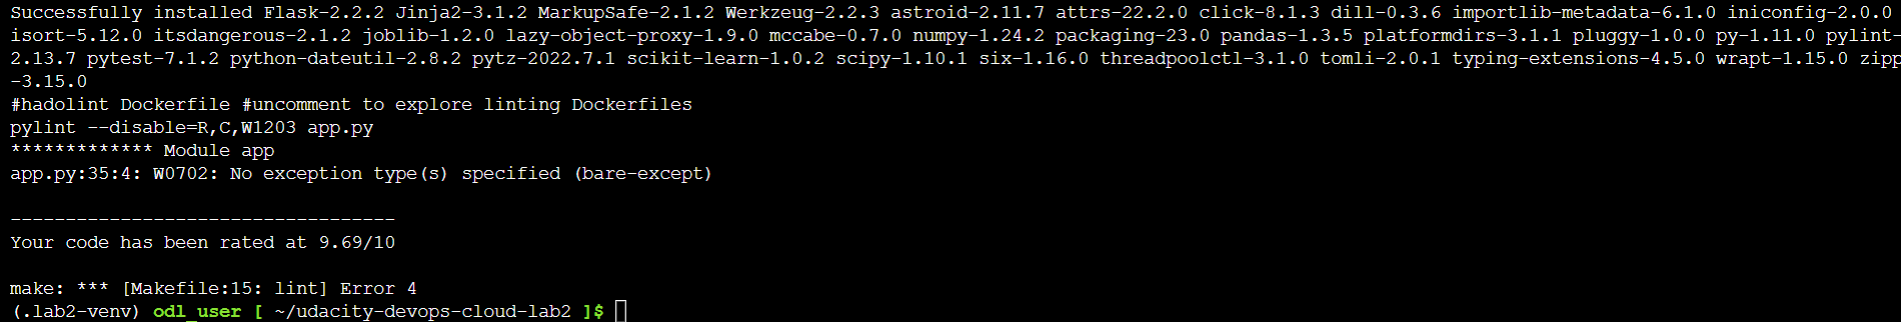 Successfully installed Flask-2.2.2 Jinja2-3.1.2 MarkupSafe-2.1.2 Werkzeug-2.2.3 astroid-2.11.7 attrs-22.2.0 click-8.1.3 dill-0.3.6 importlib-metadata-6.1.0 iniconfig-2.0.0
isort-5.12.0 itsdangerous-2.1.2 joblib-1.2.0 lazy-object-proxy-1.9.0 mccabe-0.7.0 numpy-1.24.2 packaging-23.0 pandas-1.3.5 platformdirs-3.1.1 pluggy-1.0.0 py-1.11.0 pylint-
2.13.7 pytest-7.1.2 python-dateutil-2.8.2 pytz-2022.7.1 scikit-learn-1.0.2 scipy-1.10.1 six-1.16.0 threadpoolctl-3.1.0 tomli-2.0.1 typing-extensions-4.5.0 wrapt-1.15.0 zipp
-3.15.0
#hadolint Dockerfile #uncomment to explore linting Dockerfiles
pylint --disable=R,C,W1203 app.py
************* Module app
app.py:35:4: W0702: No exception type(s) specified (bare-except)
-----------------------------------
Your code has been rated at 9.69/10
make: *** [Makefile:15: lint] Error 4
(.lab2-venv) odl_user [ ~/udacity-devops-cloud-lab2 ]$